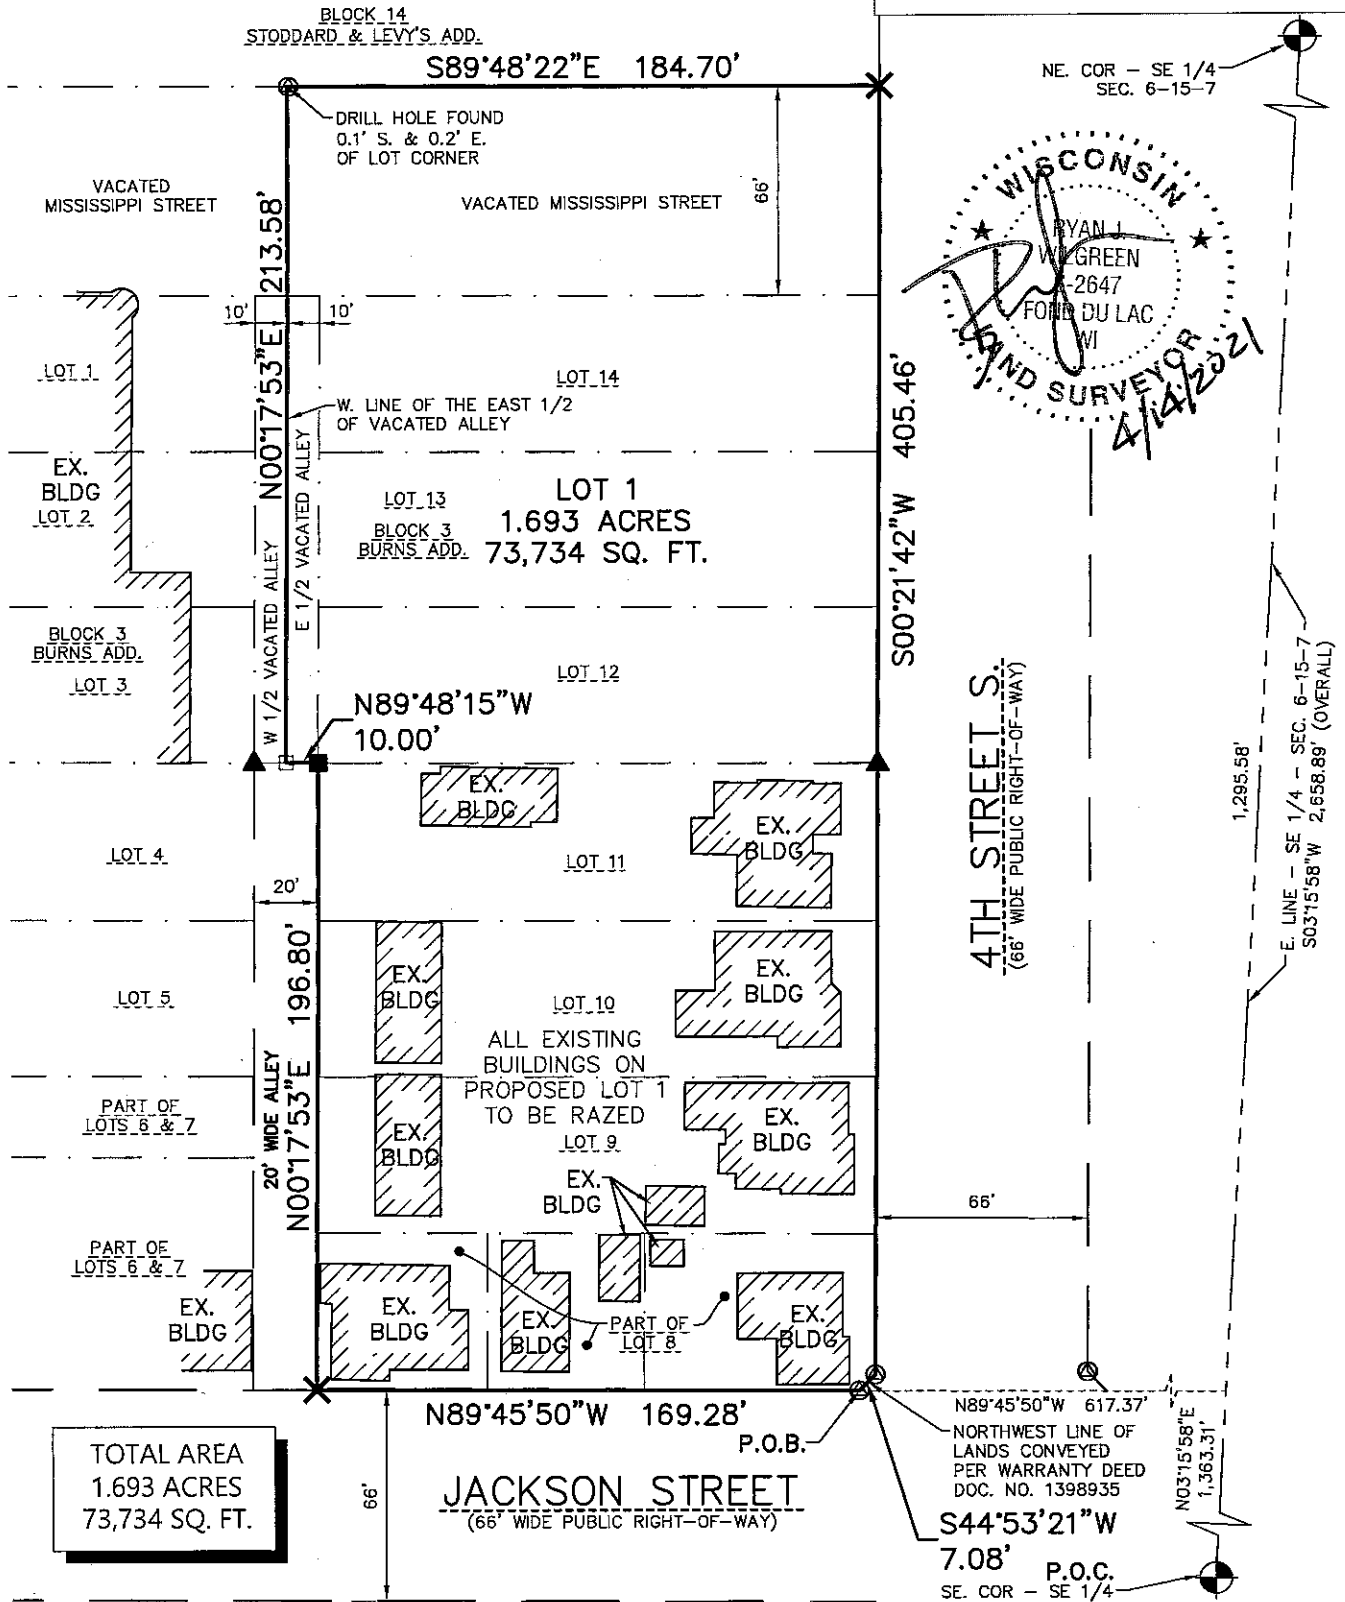 BLOCK 14
STODDARD & LEVY'S ADD.
S89°48'22"E 184.70'
NE. COR - SE 1/4
SEC. 6-15-7
DRILL HOLE FOUND
0.1' S. & 0.2' E.
OF LOT CORNER
VACATED
MISSISSIPPI STREET
VACATED MISSISSIPPI STREET
66'
WISCONSIN
RYAN J.
WILGREEN
-2647
FOND DU LAC
WI
LAND SURVEYOR
4/14/2021
N00°17'53"E 213.58'
10'
10'
LOT 1
LOT 14
W. LINE OF THE EAST 1/2
OF VACATED ALLEY
S00°21'42"W 405.46'
EX.
BLDG
LOT 2
LOT 13
BLOCK 3
BURNS ADD.
LOT 1
1.693 ACRES
73,734 SQ. FT.
W 1/2 VACATED ALLEY
E 1/2 VACATED ALLEY
BLOCK 3
BURNS ADD.
LOT 3
LOT 12
N89°48'15"W
10.00'
4TH STREET S.
(66' WIDE PUBLIC RIGHT-OF-WAY)
1,295.58'
E. LINE - SE 1/4 - SEC. 6-15-7
S03°15'58"W 2,658.89' (OVERALL)
EX.
BLDG
EX.
BLDG
LOT 4
LOT 11
20'
N00°17'53"E 196.80'
20' WIDE ALLEY
EX.
BLDG
EX.
BLDG
LOT 5
LOT 10
ALL EXISTING
BUILDINGS ON
PROPOSED LOT 1
TO BE RAZED
PART OF
LOTS 6 & 7
EX.
BLDG
EX.
BLDG
LOT 9
EX.
BLDG
66'
PART OF
LOTS 6 & 7
EX.
BLDG
EX.
BLDG
EX.
BLDG
PART OF
LOT 8
EX.
BLDG
N89°45'50"W 169.28'
P.O.B.
N89°45'50"W 617.37'
NORTHWEST LINE OF
LANDS CONVEYED
PER WARRANTY DEED
DOC. NO. 1398935
N03°15'58"E
1,363.31'
TOTAL AREA
1.693 ACRES
73,734 SQ. FT.
66'
JACKSON STREET
(66' WIDE PUBLIC RIGHT-OF-WAY)
S44°53'21"W
7.08'
P.O.C.
SE. COR - SE 1/4